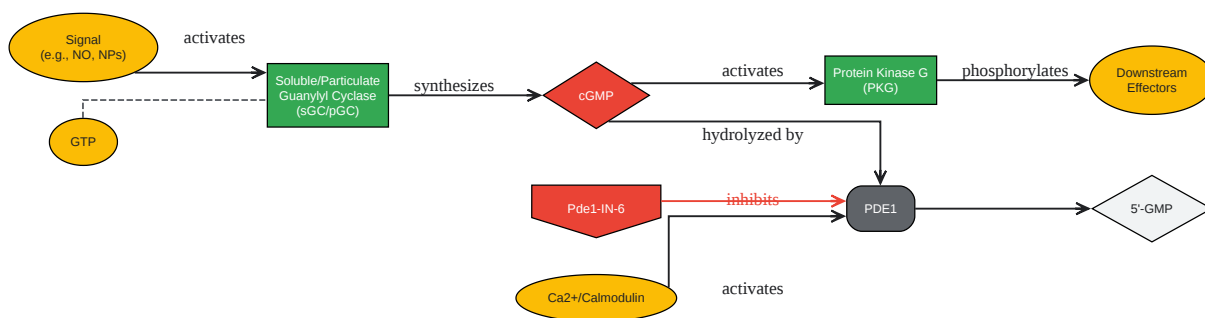 Signal
(e.g., NO, NPs)
activates
GTP
Soluble/Particulate
Guanylyl Cyclase
(sGC/pGC)
synthesizes
cGMP
activates
Protein Kinase G
(PKG)
phosphorylates
Downstream
Effectors
hydrolyzed by
Pde1-IN-6
inhibits
PDE1
5'-GMP
Ca2+/Calmodulin
activates